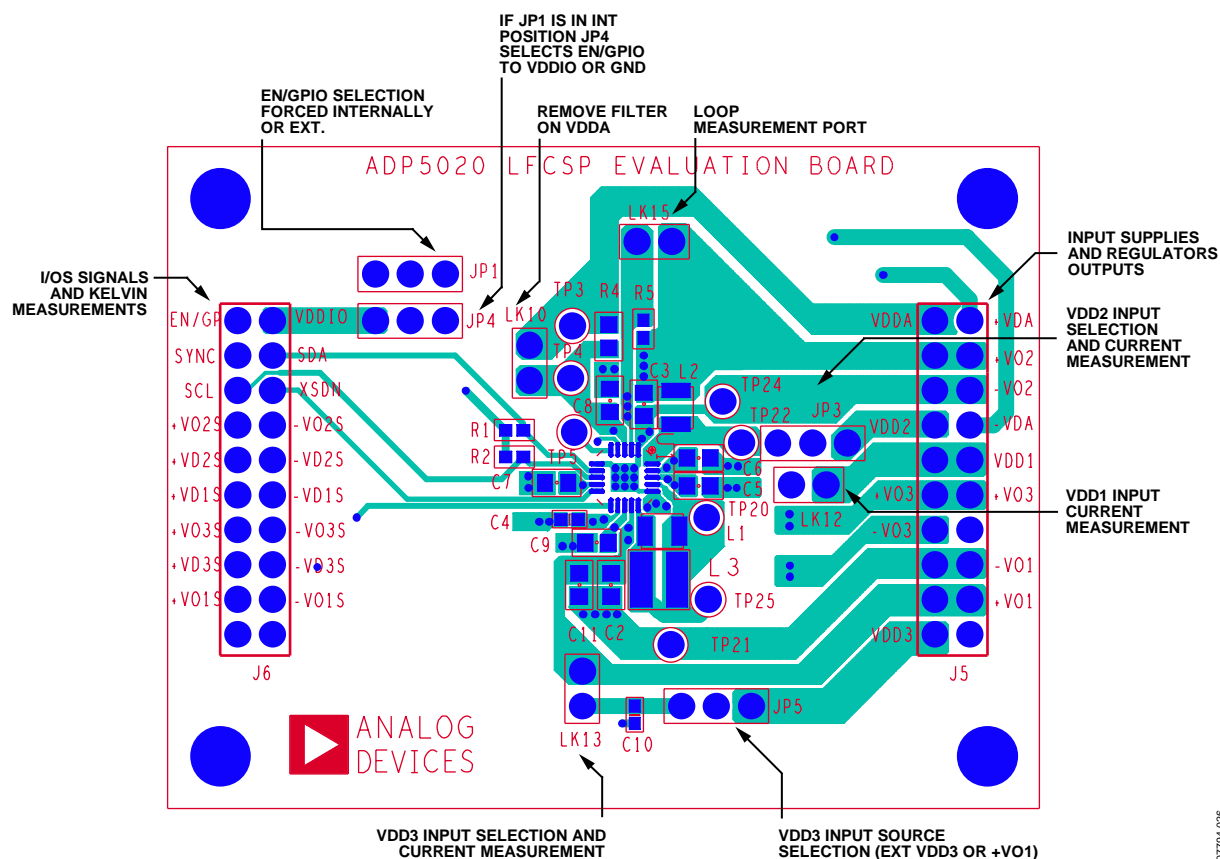 IF JP1 IS IN INT
POSITION JP4
SELECTS EN/GPIO
TO VDDIO OR GND
EN/GPIO SELECTION
FORCED INTERNALLY
OR EXT.
REMOVE FILTER
ON VDDA
LOOP
MEASUREMENT PORT
ADP5020 LFCSP EVALUATION BOARD
LK15
INPUT SUPPLIES
AND REGULATORS
OUTPUTS
I/OS SIGNALS
AND KELVIN
MEASUREMENTS
JP1
JP4
LK10
TP3
R4
R5
TP4
C3
L2
C8
TP24
TP22
JP3
VDD2 INPUT
SELECTION
AND CURRENT
MEASUREMENT
EN/GP
VDDIO
SYNC
SDA
SCL
XSDN
+VO2S
-VO2S
+VD2S
-VD2S
+VD1S
-VD1S
+VO3S
-VO3S
+VD3S
-VD3S
+VO1S
-VO1S
J6
R1
R2
TP5
C7
C6
C5
C4
C9
TP20
L1
LK12
L3
TP25
C11
C2
TP21
VDDA
+VDA
+VO2
-VO2
VDD2
-VDA
VDD1
+VO3
+VO3
-VO3
-VO1
+VO1
VDD3
J5
VDD1 INPUT
CURRENT
MEASUREMENT
LK13
C10
JP5
ANALOG
DEVICES
VDD3 INPUT SELECTION AND
CURRENT MEASUREMENT
VDD3 INPUT SOURCE
SELECTION (EXT VDD3 OR +VO1)